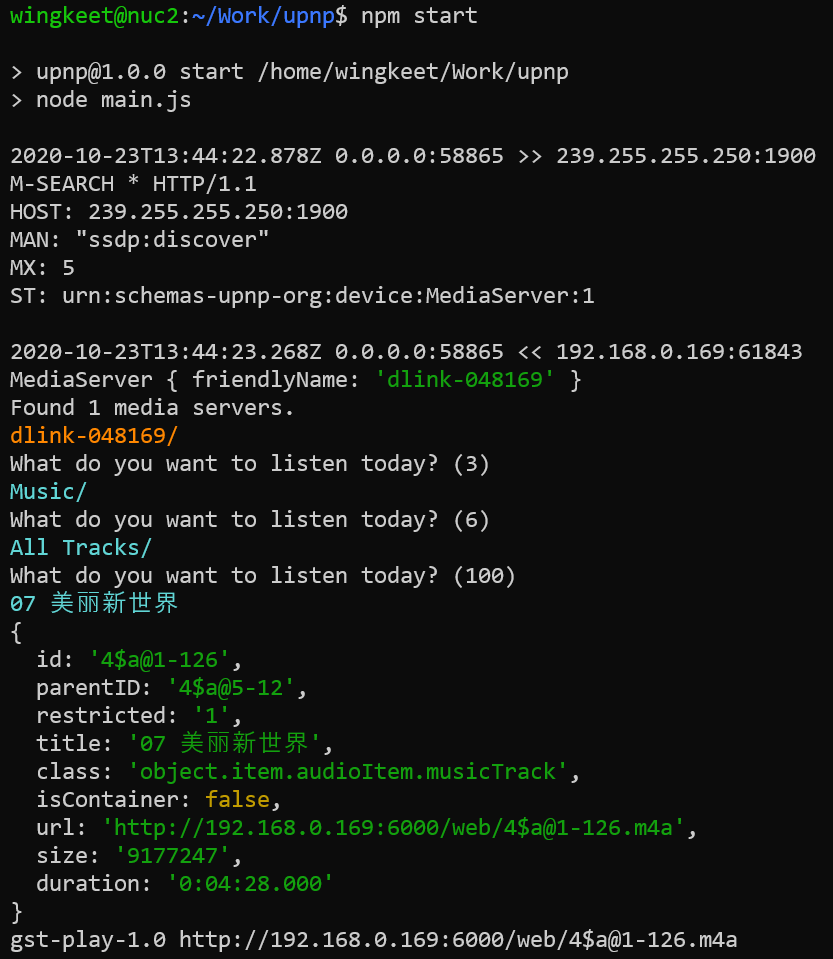 wingkeet@nuc2:~/Work/upnp$ npm start
> upnp@1.0.0 start /home/wingkeet/Work/upnp
> node main.js
2020-10-23T13:44:22.878Z 0.0.0.0:58865 >> 239.255.255.250:1900
M-SEARCH * HTTP/1.1
HOST: 239.255.255.250:1900
MAN: "ssdp:discover"
MX: 5
ST: urn:schemas-upnp-org:device:MediaServer:1
2020-10-23T13:44:23.268Z 0.0.0.0:58865 << 192.168.0.169:61843
MediaServer { friendlyName: 'dlink-048169' }
Found 1 media servers.
dlink-048169/
What do you want to listen today? (3)
Music/
What do you want to listen today? (6)
All Tracks/
What do you want to listen today? (100)
07 美丽新世界
{
  id: '4$a@1-126',
  parentID: '4$a@5-12',
  restricted: '1',
  title: '07 美丽新世界',
  class: 'object.item.audioItem.musicTrack',
  isContainer: false,
  url: 'http://192.168.0.169:6000/web/4$a@1-126.m4a',
  size: '9177247',
  duration: '0:04:28.000'
}
gst-play-1.0 http://192.168.0.169:6000/web/4$a@1-126.m4a